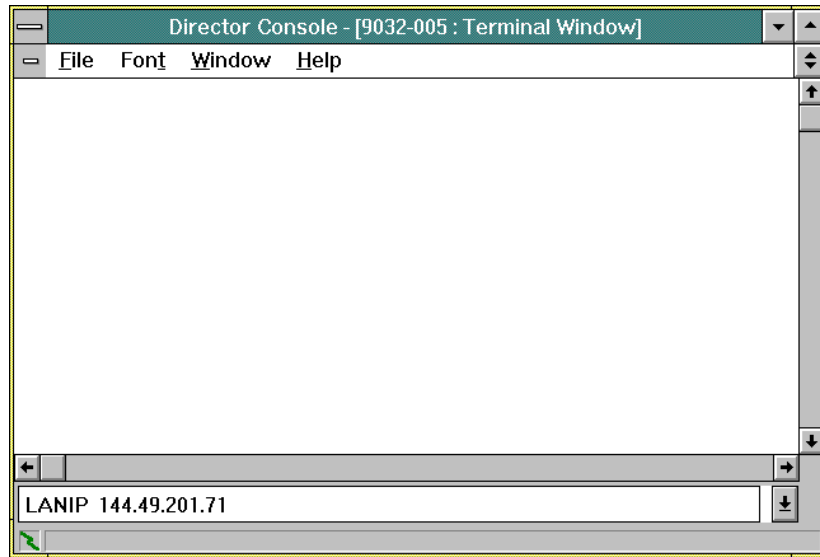 Director Console - [9032-005 : Terminal Window]
File Font Window Help
LANIP 144.49.201.71